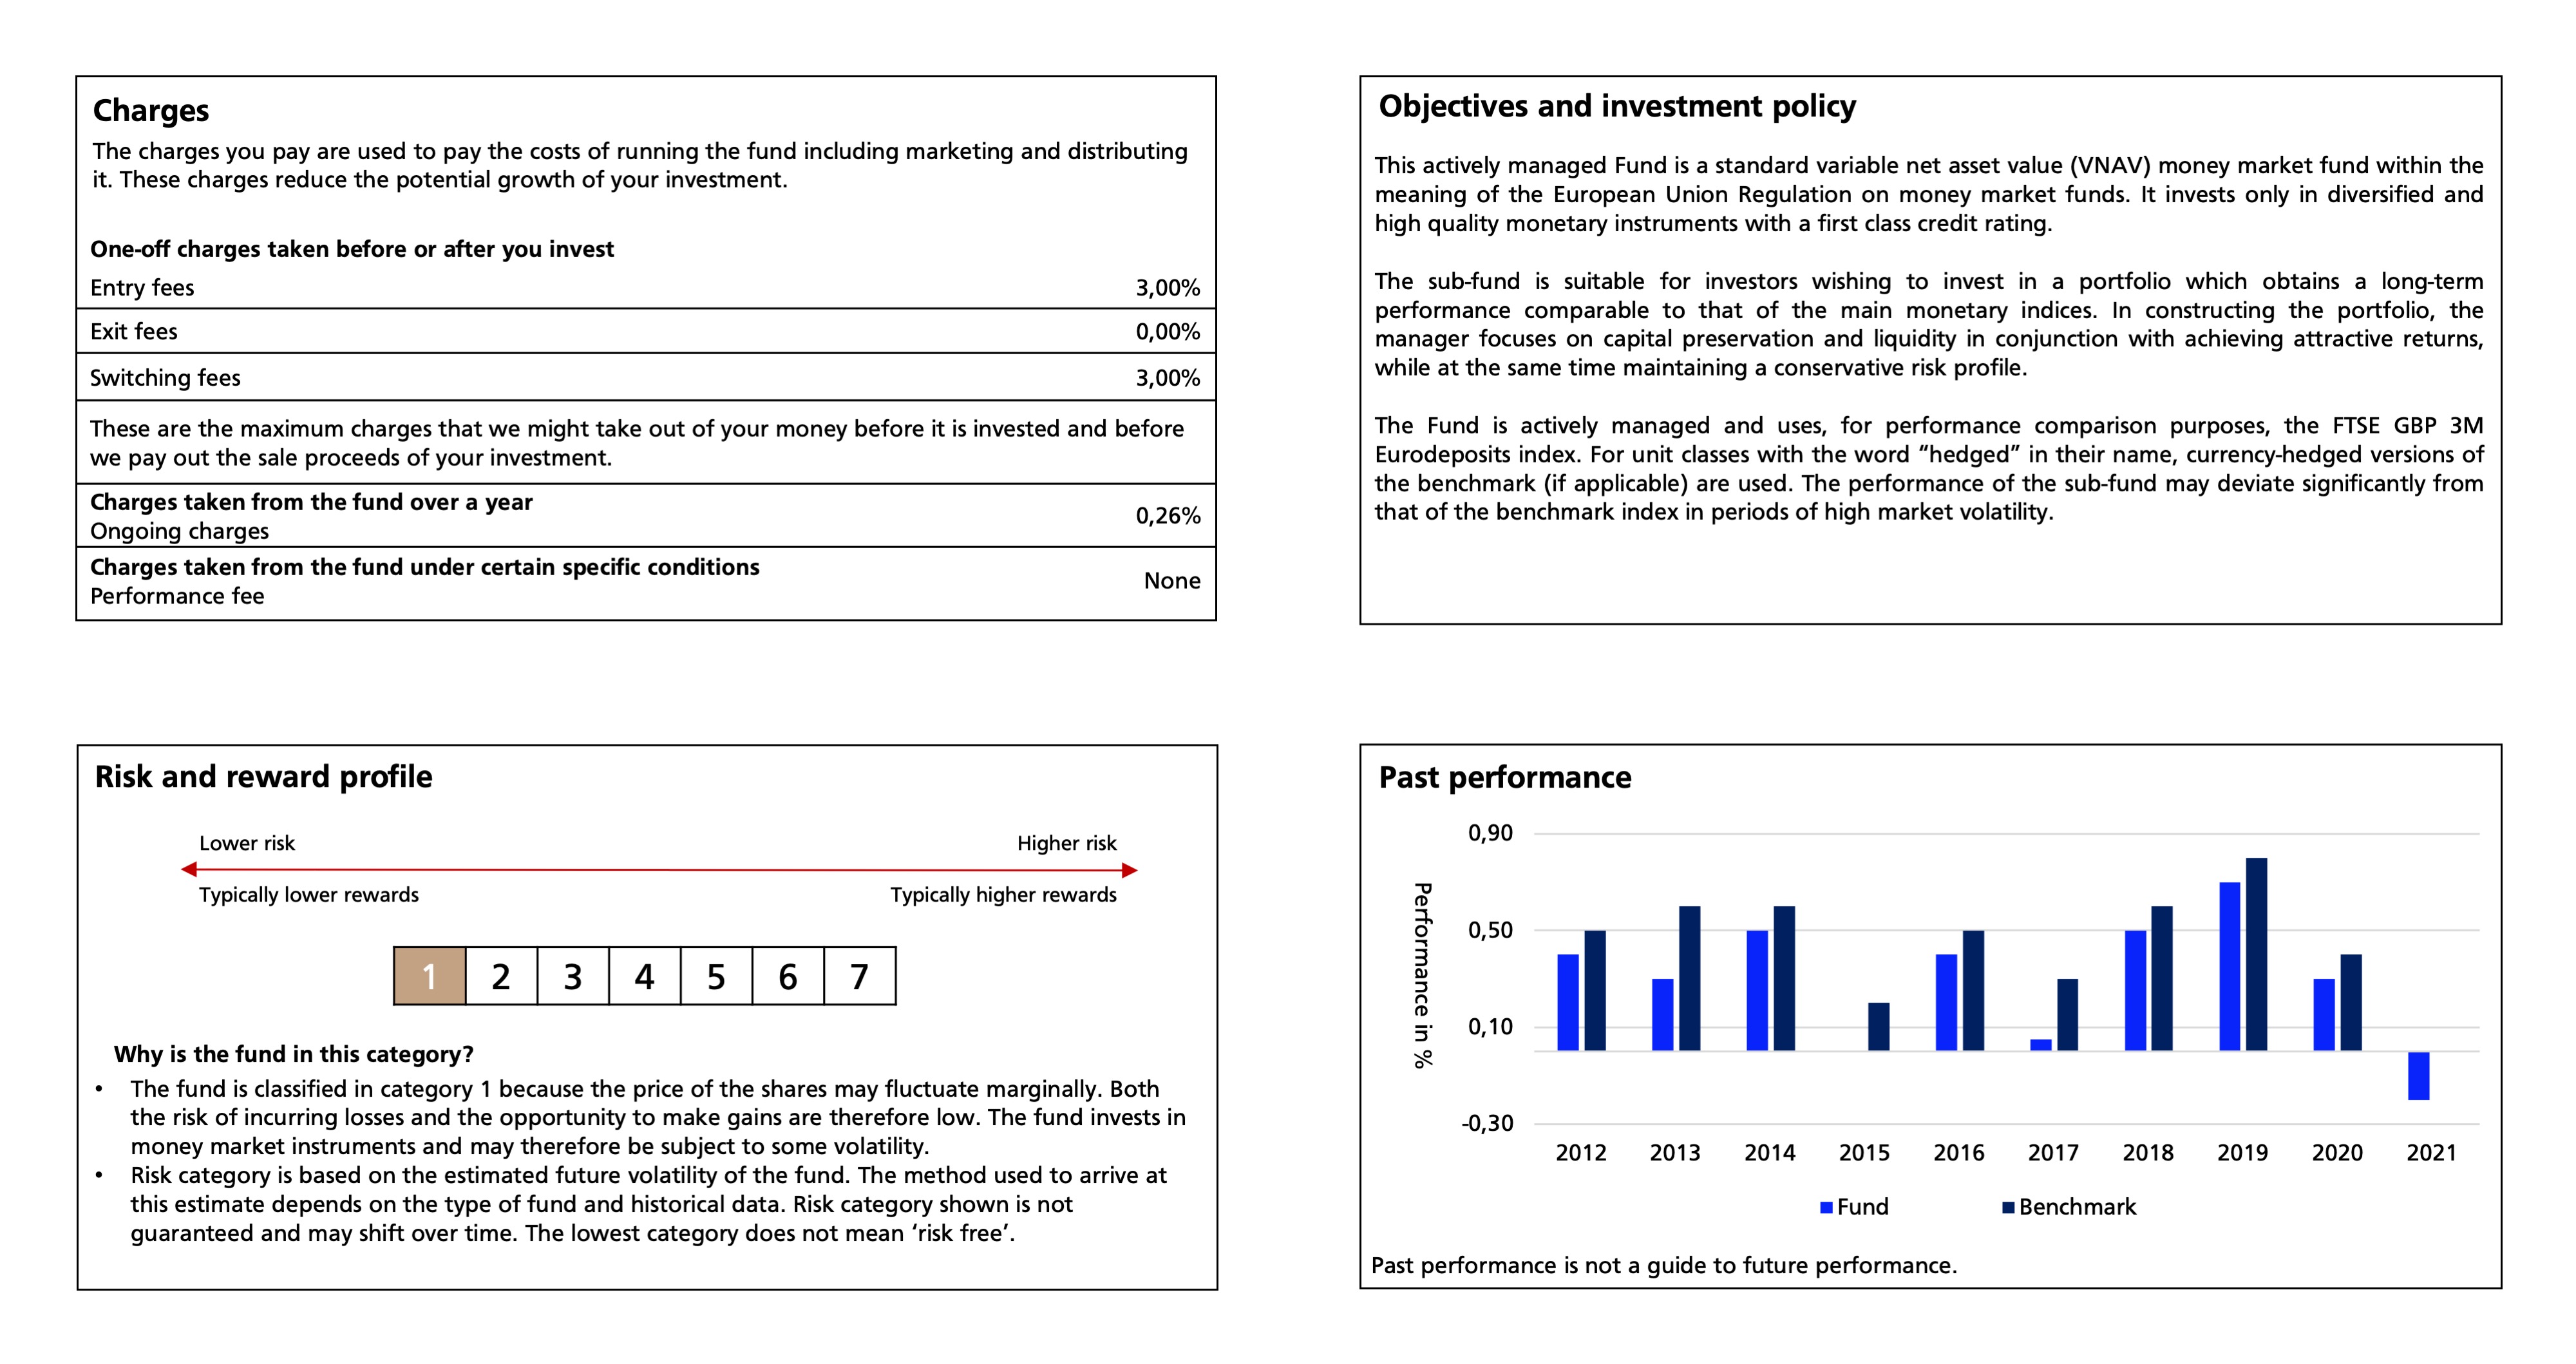 Charges
The charges you pay are used to pay the costs of running the fund including marketing and distributing
it. These charges reduce the potential growth of your investment.
One-off charges taken before or after you invest
Entry fees 3,00%
Exit fees 0,00%
Switching fees 3,00%
These are the maximum charges that we might take out of your money before it is invested and before
we pay out the sale proceeds of your investment.
Charges taken from the fund over a year
Ongoing charges 0,26%
Charges taken from the fund under certain specific conditions
Performance fee None
Objectives and investment policy
This actively managed Fund is a standard variable net asset value (VNAV) money market fund within the
meaning of the European Union Regulation on money market funds. It invests only in diversified and
high quality monetary instruments with a first class credit rating.
The sub-fund is suitable for investors wishing to invest in a portfolio which obtains a long-term
performance comparable to that of the main monetary indices. In constructing the portfolio, the
manager focuses on capital preservation and liquidity in conjunction with achieving attractive returns,
while at the same time maintaining a conservative risk profile.
The Fund is actively managed and uses, for performance comparison purposes, the FTSE GBP 3M
Eurodeposits index. For unit classes with the word “hedged” in their name, currency-hedged versions of
the benchmark (if applicable) are used. The performance of the sub-fund may deviate significantly from
that of the benchmark index in periods of high market volatility.
Risk and reward profile
Lower risk Higher risk
Typically lower rewards Typically higher rewards
1 2 3 4 5 6 7
Why is the fund in this category?
• The fund is classified in category 1 because the price of the shares may fluctuate marginally. Both
the risk of incurring losses and the opportunity to make gains are therefore low. The fund invests in
money market instruments and may therefore be subject to some volatility.
• Risk category is based on the estimated future volatility of the fund. The method used to arrive at
this estimate depends on the type of fund and historical data. Risk category shown is not
guaranteed and may shift over time. The lowest category does not mean ‘risk free’.
Past performance
Performance in %
0,90
0,50
0,10
-0,30
2012 2013 2014 2015 2016 2017 2018 2019 2020 2021
Fund Benchmark
Past performance is not a guide to future performance.